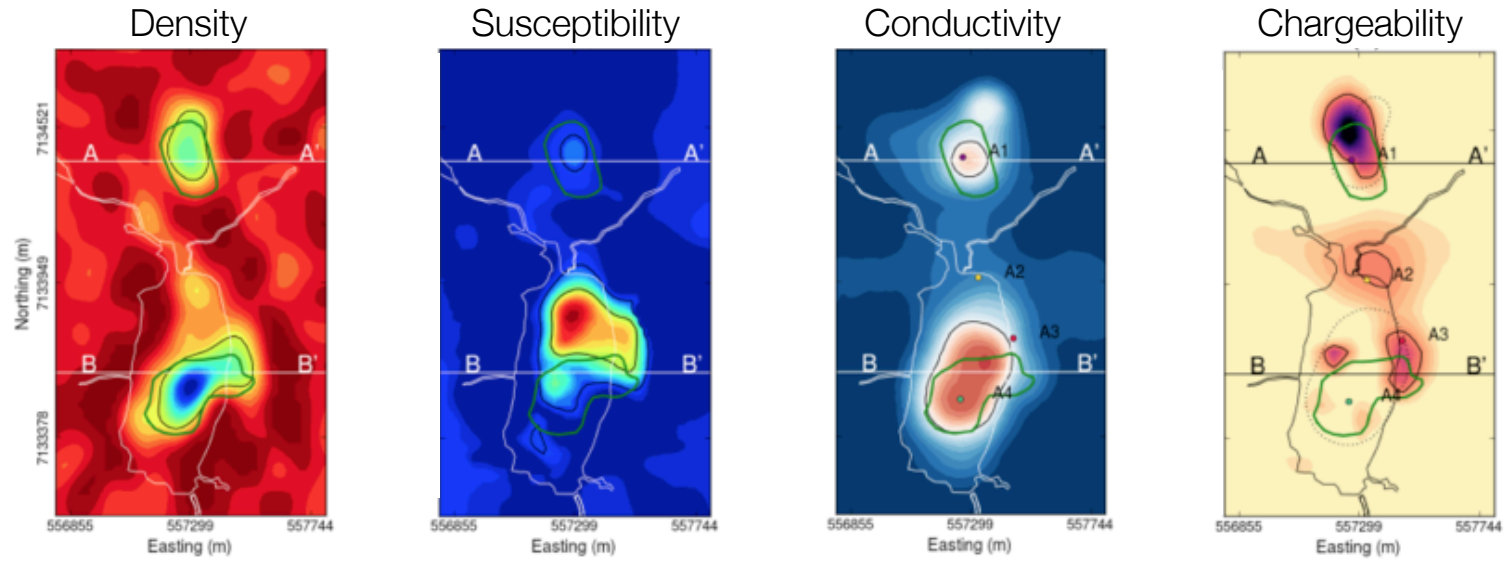 Density
Susceptibility
Conductivity
Chargeability
Northing (m)
7134521
7133949
7133378
A A'
B B'
556855 557299 557744
Easting (m)
A A'
B B'
556855 557299 557744
Easting (m)
A A1 A'
A2
A3
B B'
A4
556855 557299 557744
Easting (m)
A A1 A'
A2
A3
B B'
A4
556855 557299 557744
Easting (m)